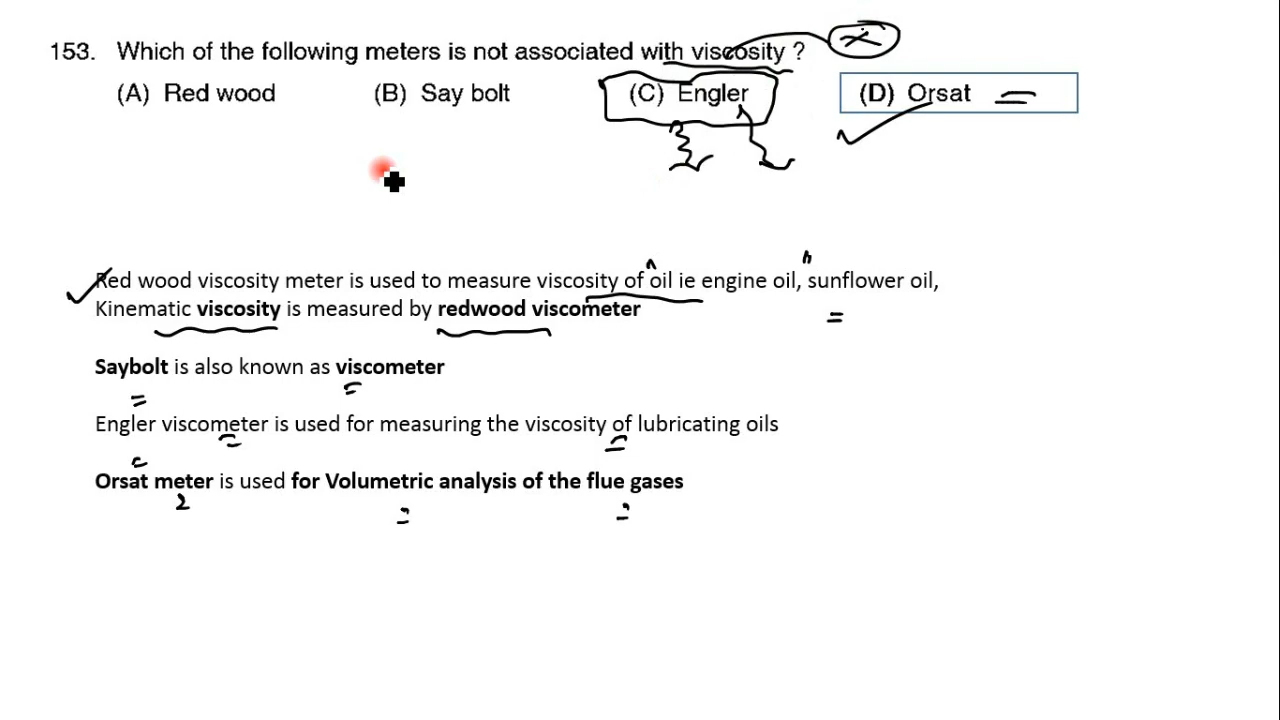 153. Which of the following meters is not associated with viscosity ?
(A) Red wood (B) Say bolt (C) Engler (D) Orsat
Red wood viscosity meter is used to measure viscosity of oil ie engine oil, sunflower oil,
Kinematic viscosity is measured by redwood viscometer
Saybolt is also known as viscometer
Engler viscometer is used for measuring the viscosity of lubricating oils
Orsat meter is used for Volumetric analysis of the flue gases